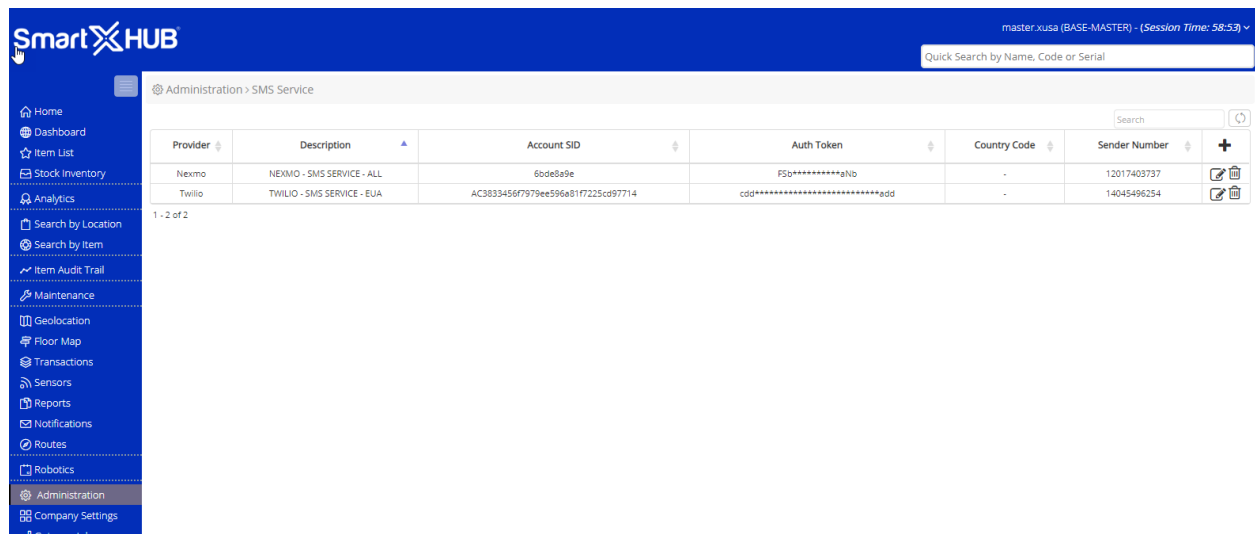 SmartXHUB
master.xusa (BASE-MASTER) - (Session Time: 58:53)
Quick Search by Name, Code or Serial
Administration > SMS Service
Home
Dashboard
Item List
Stock Inventory
Analytics
Search by Location
Search by Item
Item Audit Trail
Maintenance
Geolocation
Floor Map
Transactions
Sensors
Reports
Notifications
Routes
Robotics
Administration
Company Settings
Search
Provider Description Account SID Auth Token Country Code Sender Number
Nexmo NEXMO - SMS SERVICE - ALL 6bde8a9e FSb**********aNb - 12017403737
Twilio TWILIO - SMS SERVICE - EUA AC3833456f7979ee596a81f7225cd97714 cdd**************************add - 14045496254
1 - 2 of 2